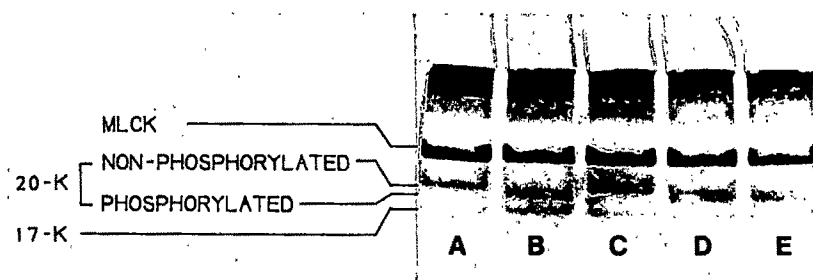 MLCK
NON-PHOSPHORYLATED
20-K
PHOSPHORYLATED
17-K
A B C D E